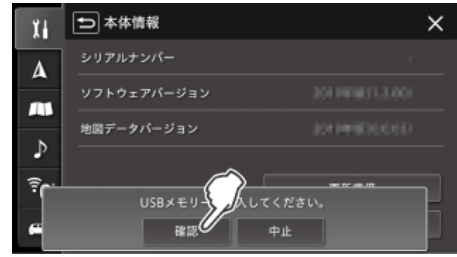 本体情報
シリアルナンバー
ソフトウェアバージョン
地図データバージョン
USBメモリー 入してください。
確認
中止